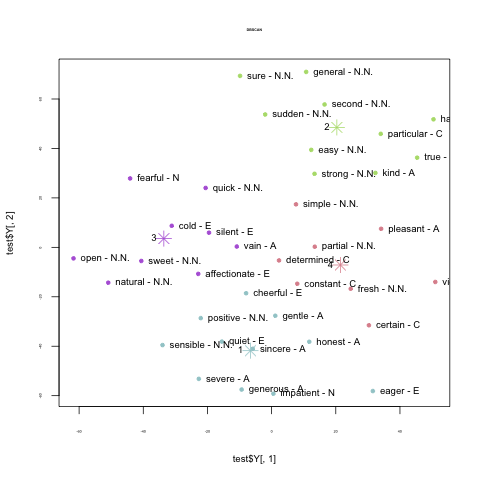 DBSCAN
sure - N.N.
general - N.N.
second - N.N.
sudden - N.N.
ha
2
particular - C
easy - N.N.
true -
strong - N.N.
kind - A
fearful - N
quick - N.N.
simple - N.N.
cold - E
pleasant - A
silent - E
3
vain - A
partial - N.N.
open - N.N.
sweet - N.N.
determined - C
4
affectionate - E
natural - N.N.
constant - C
vi
fresh - N.N.
cheerful - E
positive - N.N.
gentle - A
certain - C
quiet - E
honest - A
sensible - N.N.
1
sincere - A
severe - A
generous - A
impatient - N
eager - E
test$Y[, 2]
test$Y[, 1]